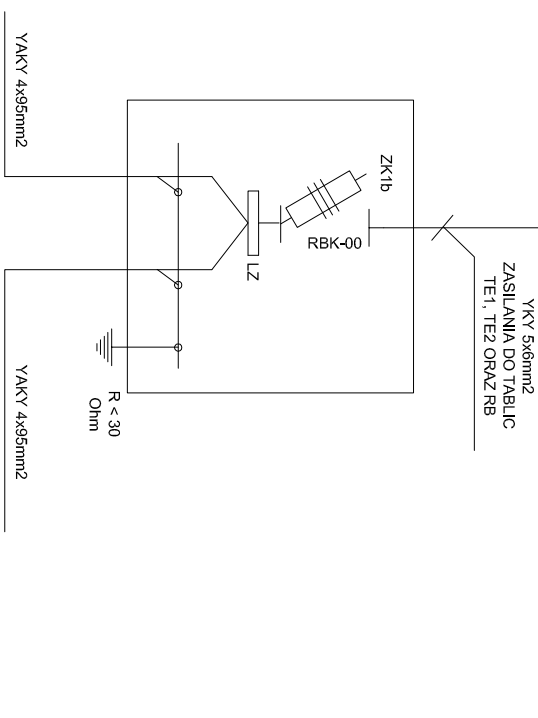 YKY 5x6mm2
ZASILANIA DO TABLIC
TE1, TE2 ORAZ RB
ZK1b
RBK-00
LZ
YAKY 4x95mm2
YAKY 4x95mm2
R < 30
Ohm